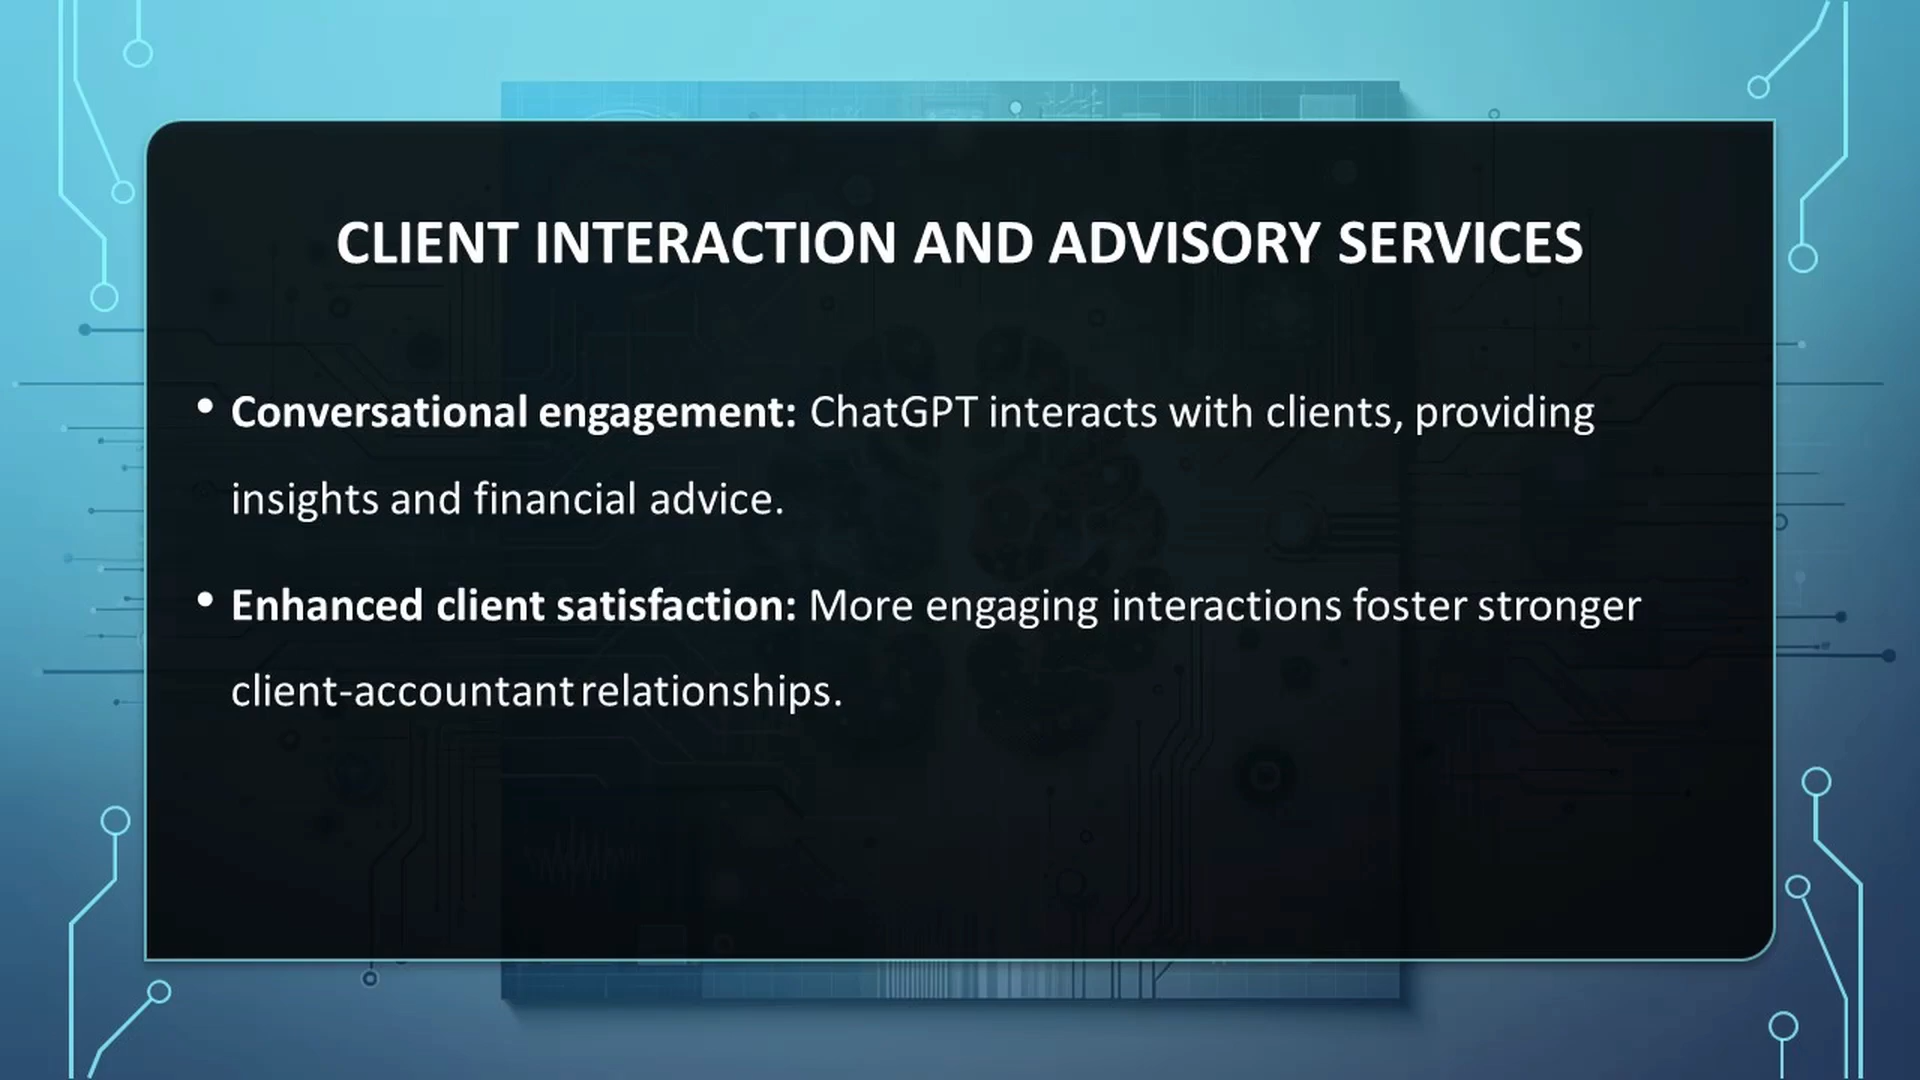 CLIENT INTERACTION AND ADVISORY SERVICES
• Conversational engagement: ChatGPT interacts with clients, providing
insights and financial advice.
• Enhanced client satisfaction: More engaging interactions foster stronger
client-accountant relationships.